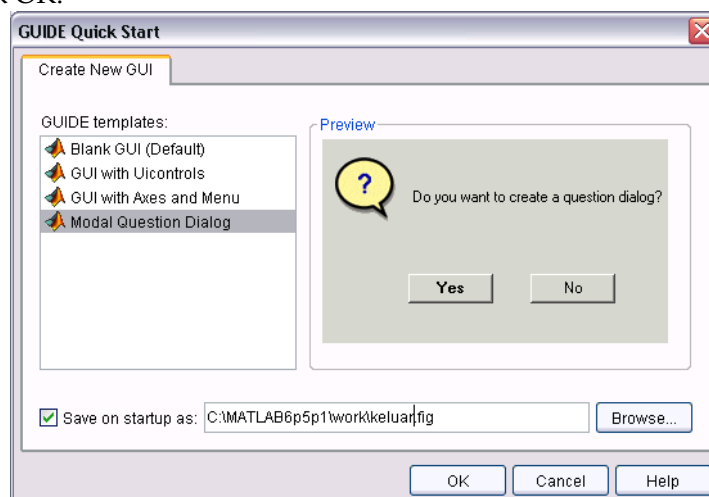 GUIDE Quick Start
Create New GUI
GUIDE templates:
Blank GUI (Default)
GUI with Uicontrols
GUI with Axes and Menu
Modal Question Dialog
Preview
?
Do you want to create a question dialog?
Yes No
Save on startup as: C:\MATLAB6p5p1\work\keluar.fig Browse...
OK Cancel Help